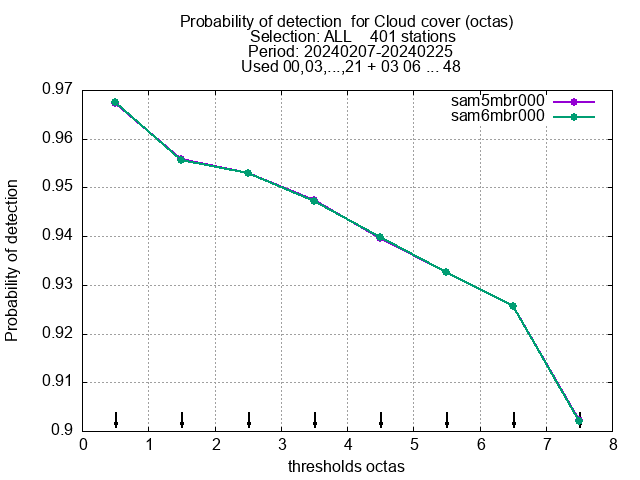 Probability of detection  for Cloud cover (octas)
Selection: ALL    401 stations
Period: 20240207-20240225
Used 00,03,...,21 + 03 06 ... 48
sam5mbr000
sam6mbr000
0.97
0.96
0.95
0.94
0.93
0.92
0.91
0.9
Probability of detection
0 1 2 3 4 5 6 7 8
thresholds octas